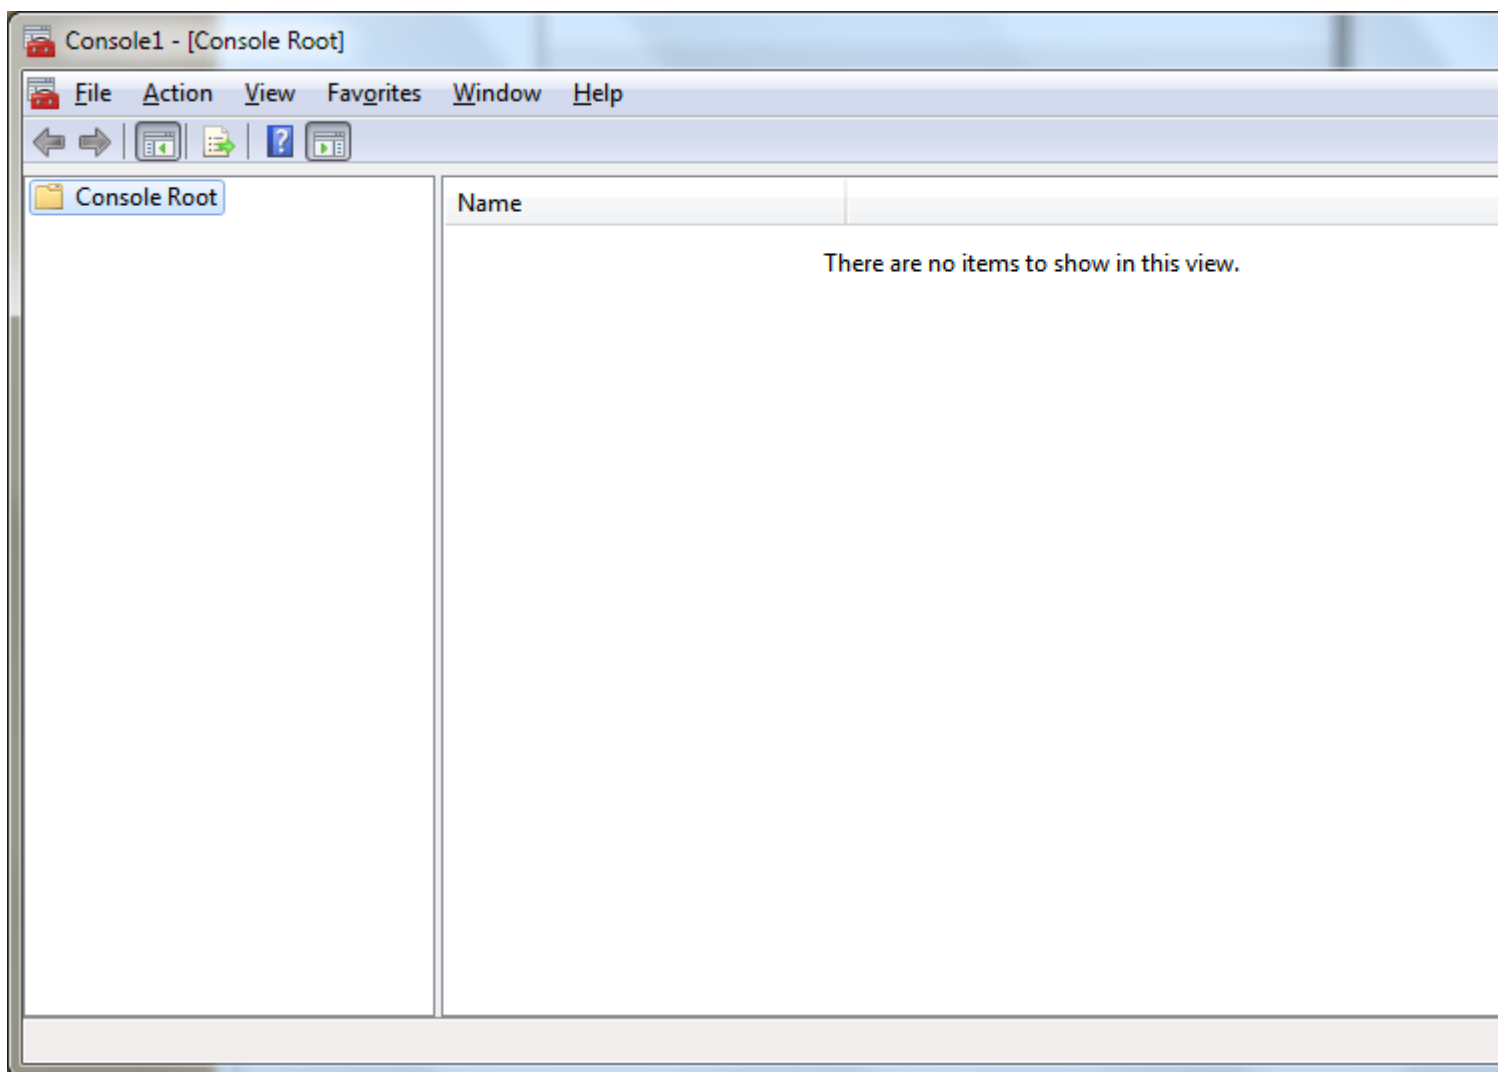 Console1 - [Console Root]
File Action View Favorites Window Help
?
Console Root
Name
There are no items to show in this view.